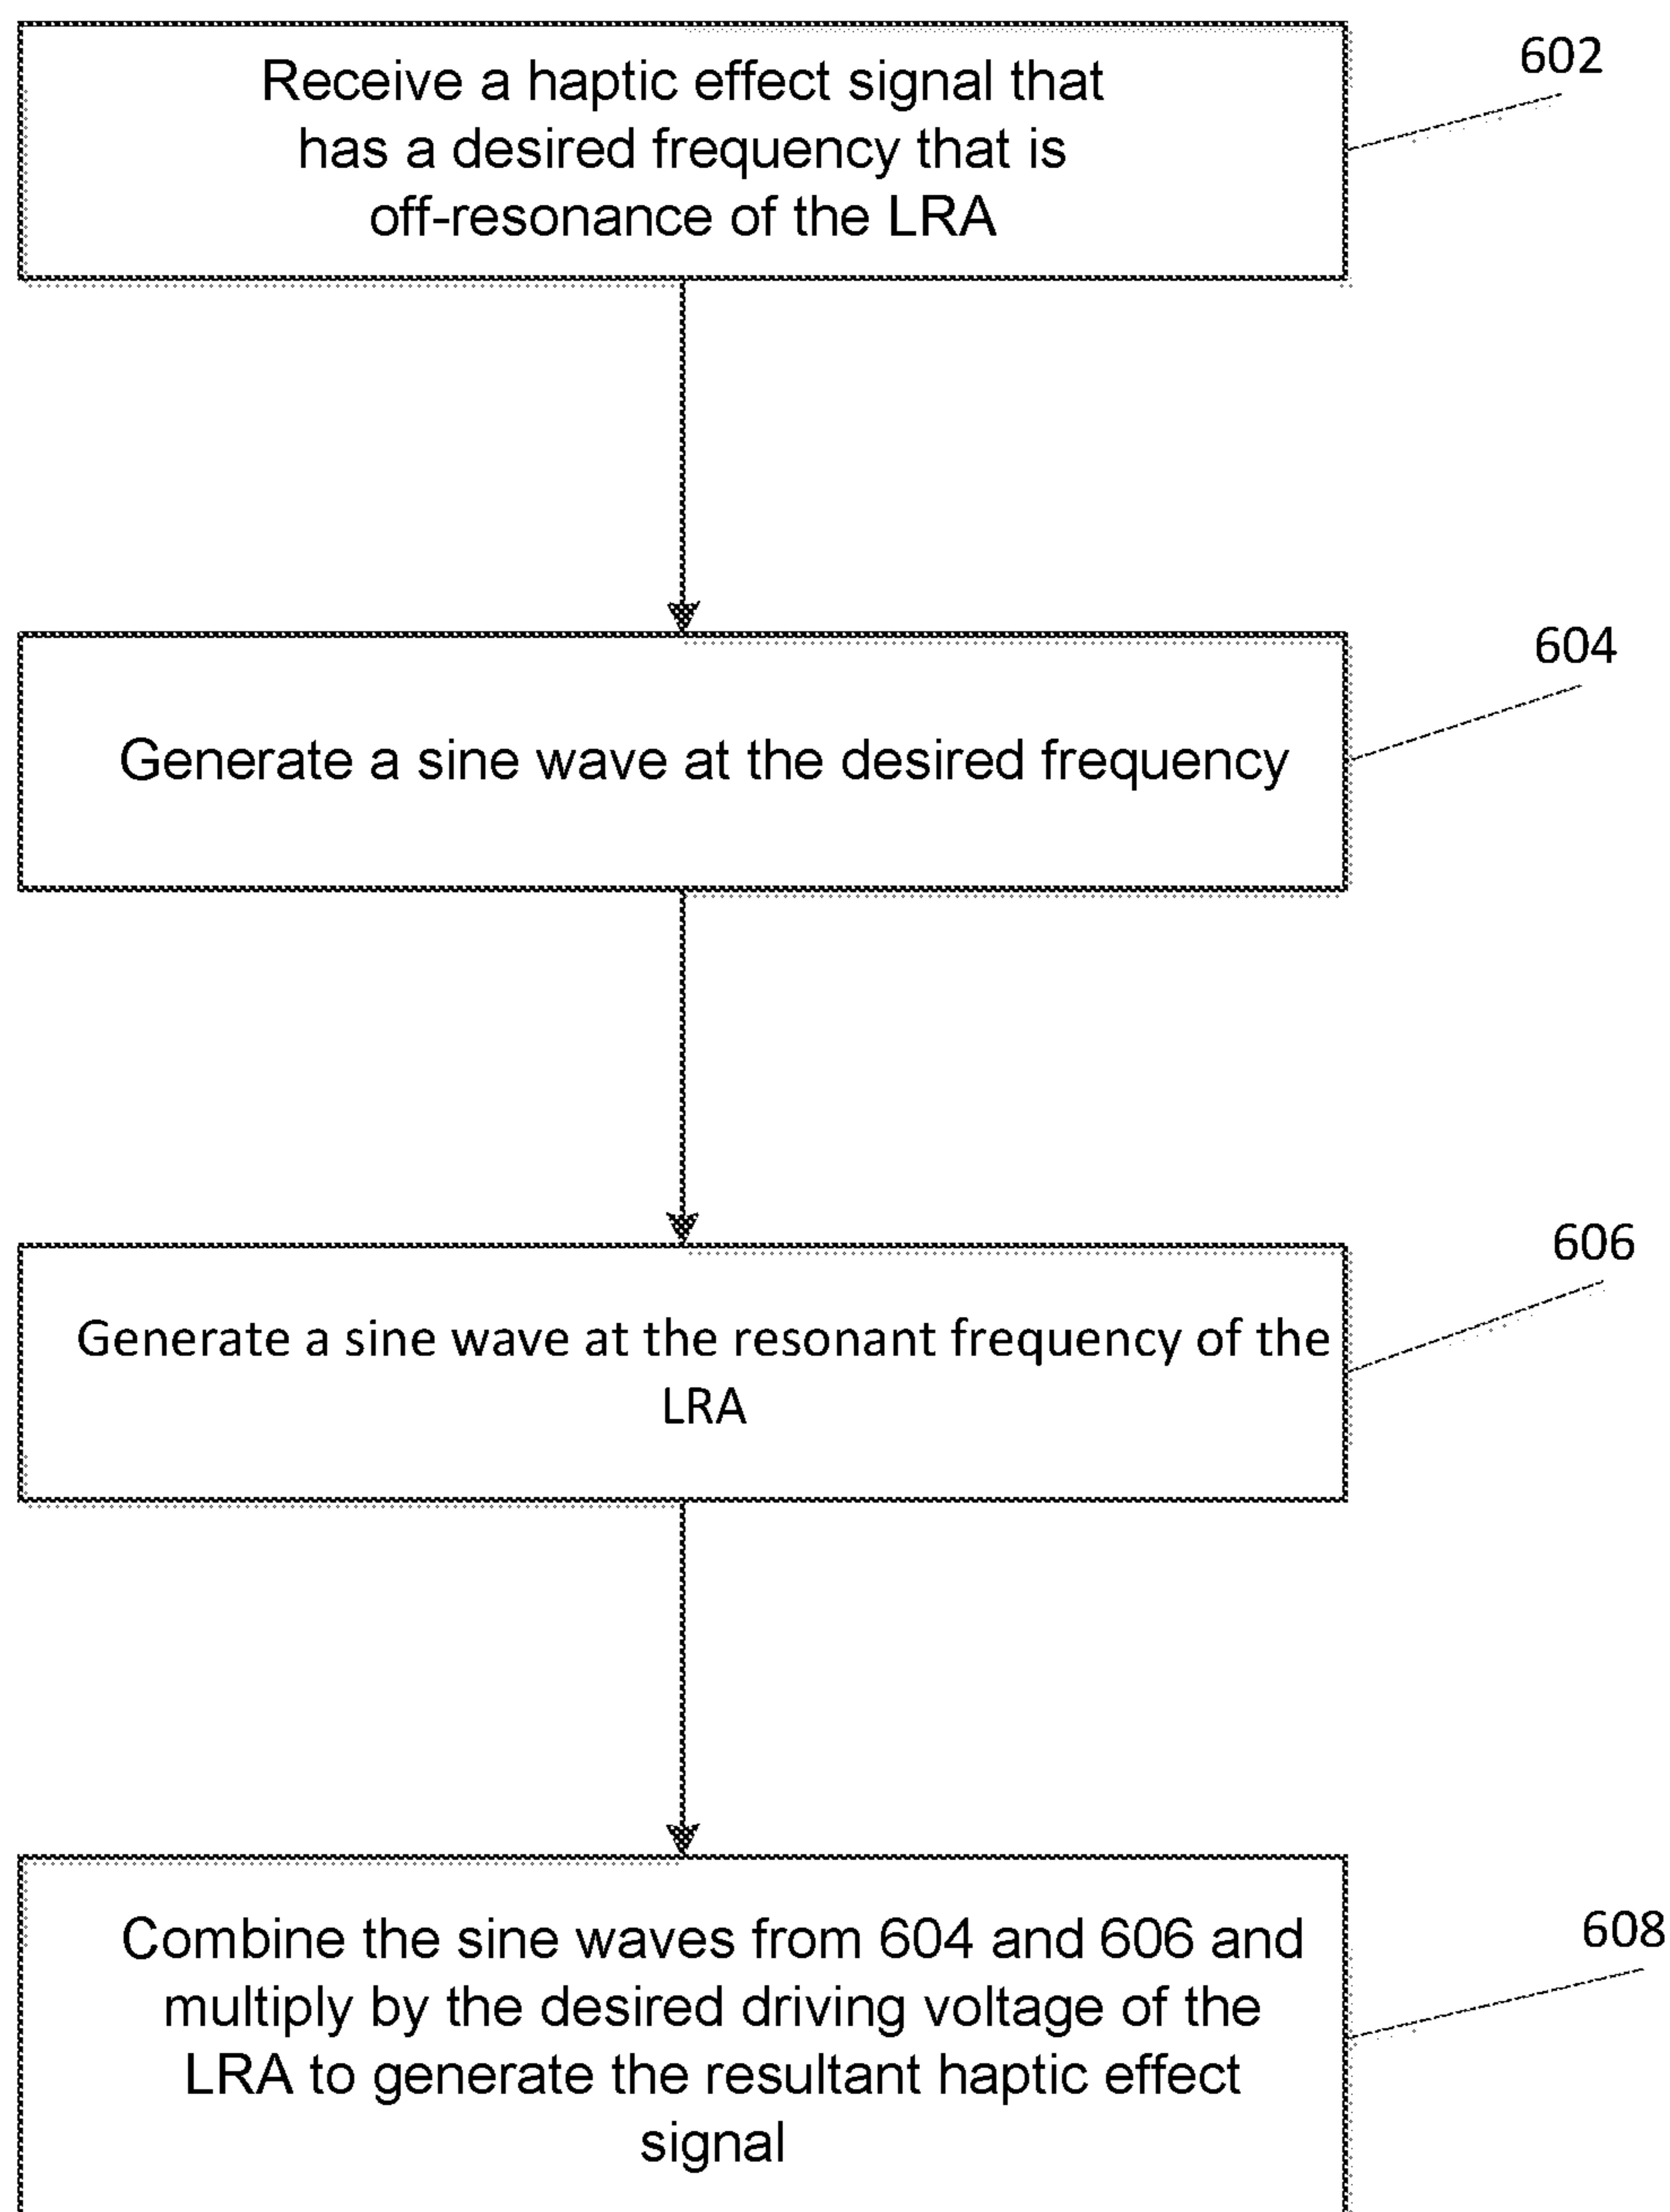 Receive a haptic effect signal that
has a desired frequency that is
off-resonance of the LRA
602
Generate a sine wave at the desired frequency
604
Generate a sine wave at the resonant frequency of the
LRA
606
Combine the sine waves from 604 and 606 and
multiply by the desired driving voltage of the
LRA to generate the resultant haptic effect
signal
608